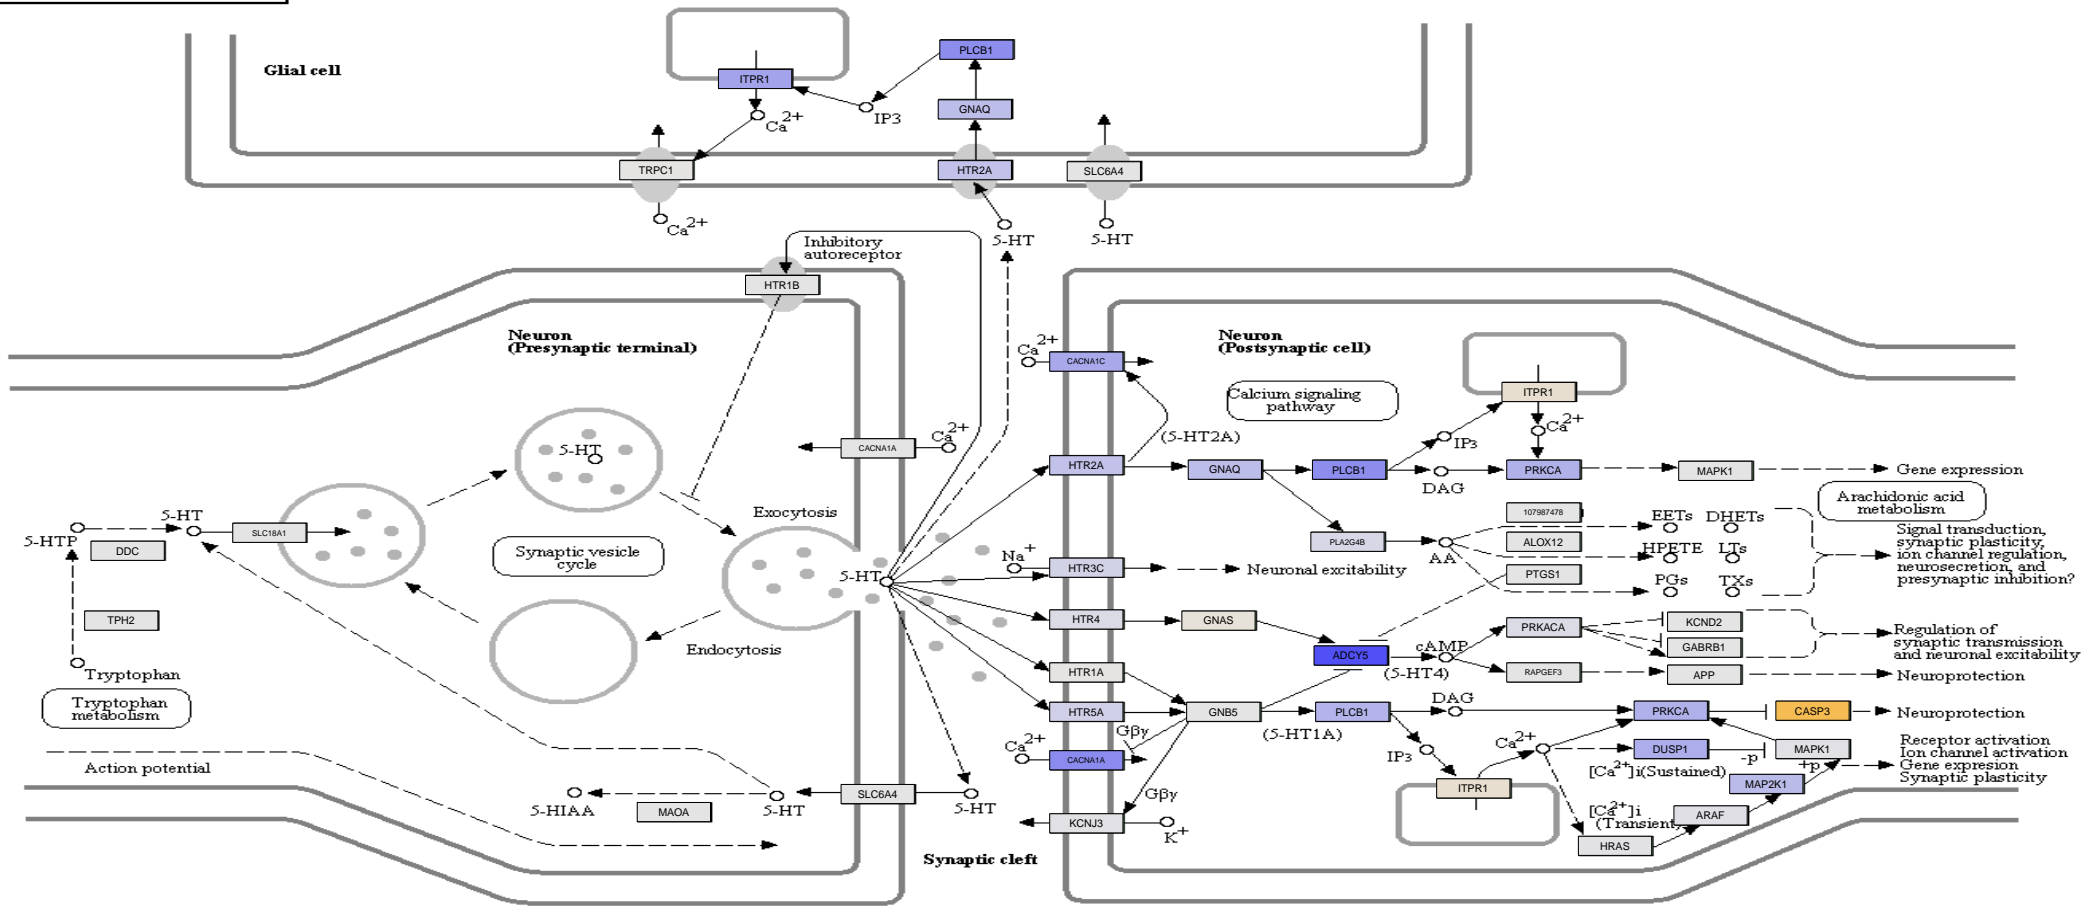 Glial cell
PLCB1
ITPR1
GNAQ
IP3
Ca2+
TRPC1
HTR2A
SLC6A4
Ca2+
5-HT
5-HT
Inhibitory
autoreceptor
HTR1B
Neuron
(Presynaptic terminal)
Neuron
(Postsynaptic cell)
Ca2+
CACNA1C
Calcium signaling
pathway
ITPR1
Ca2+
IP3
(5-HT2A)
CACNA1A
Ca2+
5-HT
HTR2A
GNAQ
PLCB1
DAG
PRKCA
MAPK1
Gene expression
Arachidonic acid
metabolism
5-HT
SLC18A1
Exocytosis
5-HTP
DDC
Synaptic vesicle
cycle
5-HT
Na+
HTR3C
Neuronal excitability
PLA2G4B
AA
107987478
ALOX12
PTGS1
EETs
DHETs
HPETE
LTs
PGs
TXs
Signal transduction,
synaptic plasticity,
ion channel regulation,
neurosecretion, and
presynaptic inhibition?
TPH2
Endocytosis
HTR4
GNAS
ADCY5
cAMP
(5-HT4)
PRKACA
KCND2
GABRB1
Regulation of
synaptic transmission
and neuronal excitability
Tryptophan
HTR1A
RAPGEF3
APP
Neuroprotection
Tryptophan
metabolism
HTR5A
GNB5
PLCB1
(5-HT1A)
DAG
PRKCA
CASP3
Neuroprotection
Gβγ
Ca2+
CACNA1A
IP3
Ca2+
DUSP1
-p
MAPK1
[Ca2+]i(Sustained)
+p
Receptor activation
Ion channel activation
Gene expresion
Synaptic plasticity
Action potential
5-HIAA
MAOA
5-HT
SLC6A4
5-HT
Gβγ
ITPR1
MAP2K1
KCNJ3
K+
[Ca2+]i
(Transient)
ARAF
HRAS
Synaptic cleft